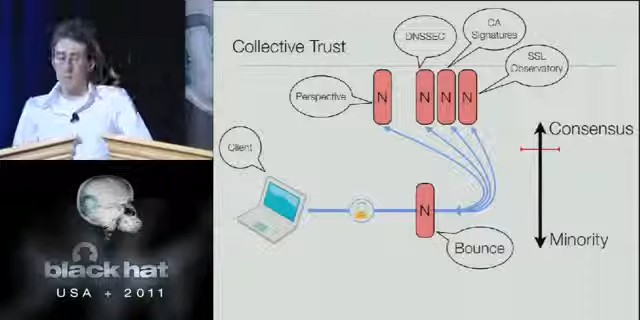 Collective Trust
DNSSEC
CA
Signatures
SSL
Observatory
Perspective
N
N
N
N
Consensus
Client
N
Bounce
Minority
black hat
USA + 2011